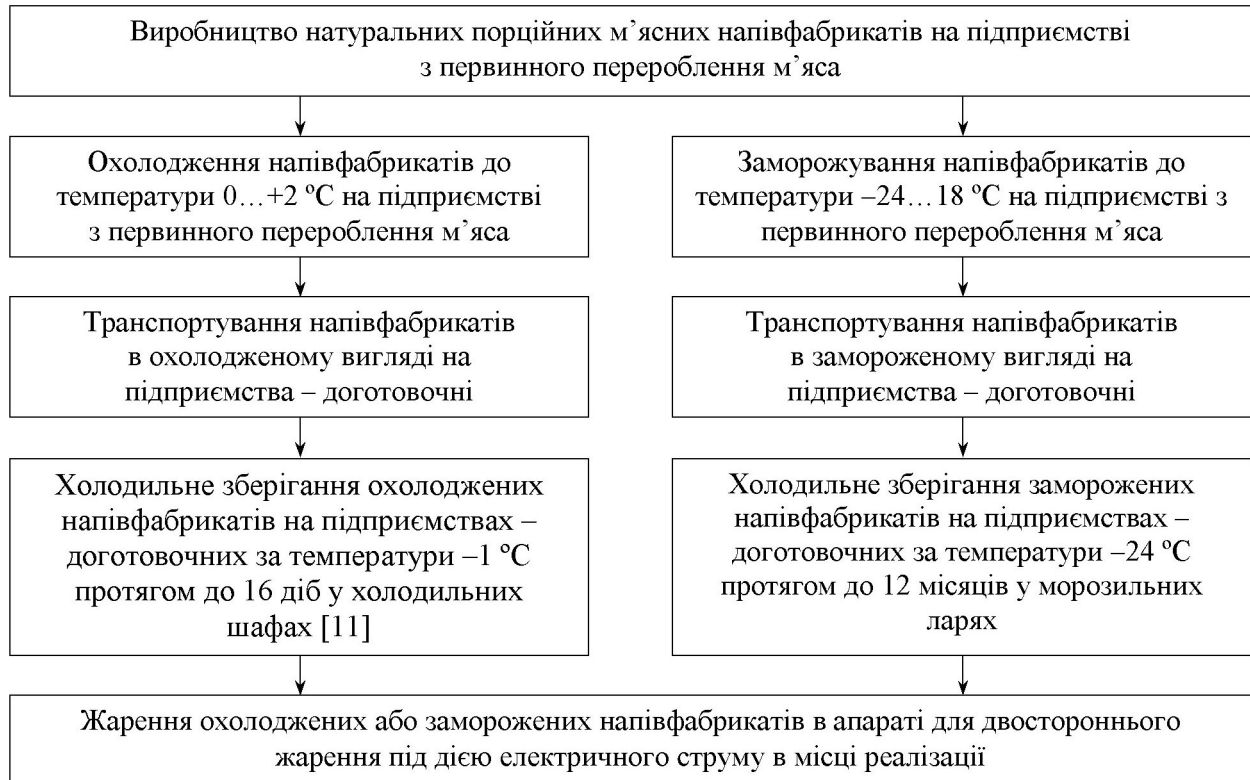 Виробництво натуральних порційних м’ясних напівфабрикатів на підприємстві
з первинного перероблення м’яса
Охолодження напівфабрикатів до
температури 0…+2 ºС на підприємстві
з первинного перероблення м’яса
Заморожування напівфабрикатів до
температури –24…18 ºС на підприємстві з
первинного перероблення м’яса
Транспортування напівфабрикатів
в охолодженому вигляді на
підприємства – доготовочні
Транспортування напівфабрикатів
в замороженому вигляді на
підприємства – доготовочні
Холодильне зберігання охолоджених
напівфабрикатів на підприємствах –
доготовочних за температури –1 ºС
протягом до 16 діб у холодильних
шафах [11]
Холодильне зберігання заморожених
напівфабрикатів на підприємствах –
доготовочних за температури –24 ºС
протягом до 12 місяців у морозильних
ларях
Жарення охолоджених або заморожених напівфабрикатів в апараті для двостороннього
жарення під дією електричного струму в місці реалізації